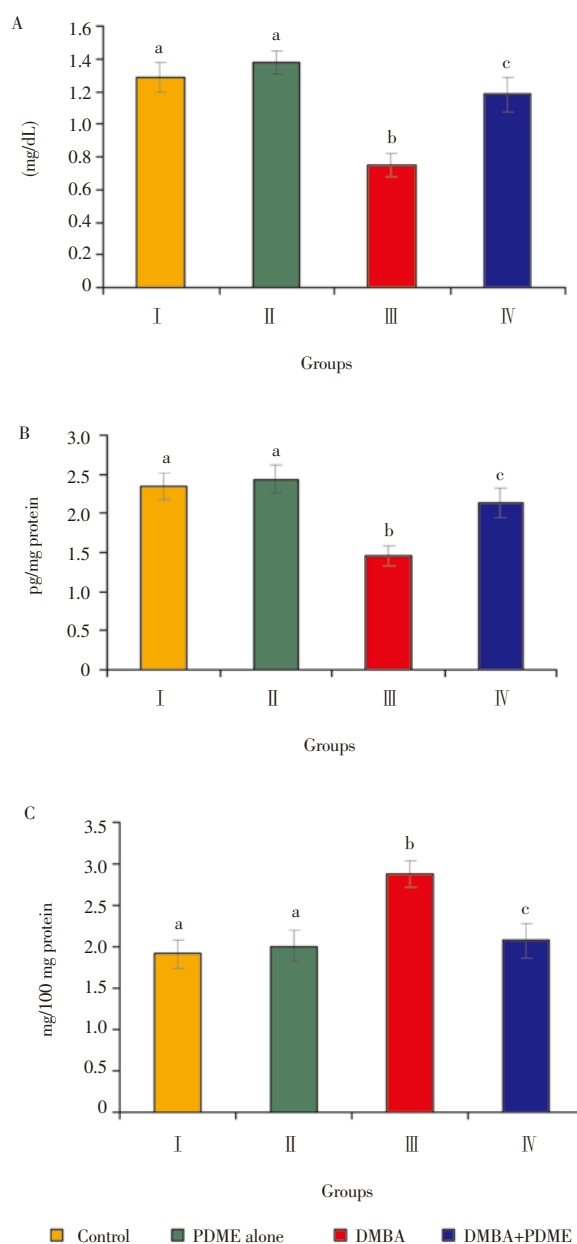 A
1.6
1.4
1.2
1.0
0.8
0.6
0.4
0.2
0
(mg/dL)
a
a
b
c
Ⅰ Ⅱ Ⅲ Ⅳ
Groups
B
3.0
2.5
2.0
1.5
1.0
0.5
0
pg/mg protein
a
a
b
c
Ⅰ Ⅱ Ⅲ Ⅳ
Groups
C
3.5
3.0
2.5
2.0
1.5
1.0
0.5
0
mg/100 mg protein
a
a
b
c
Ⅰ Ⅱ Ⅲ Ⅳ
Groups
Control PDME alone DMBA DMBA+PDME